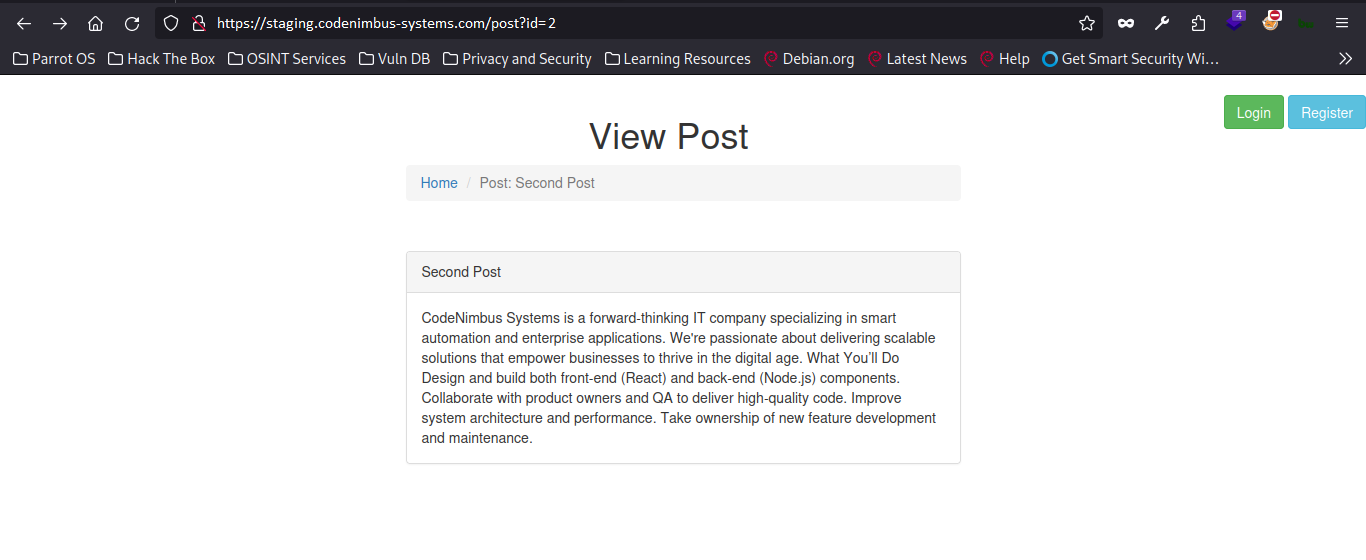 https://staging.codenimbus-systems.com/post?id=2
4
Parrot OS Hack The Box OSINT Services Vuln DB Privacy and Security Learning Resources Debian.org Latest News Help Get Smart Security Wi...
Login Register
View Post
Home / Post: Second Post
Second Post
CodeNimbus Systems is a forward-thinking IT company specializing in smart
automation and enterprise applications. We're passionate about delivering scalable
solutions that empower businesses to thrive in the digital age. What You’ll Do
Design and build both front-end (React) and back-end (Node.js) components.
Collaborate with product owners and QA to deliver high-quality code. Improve
system architecture and performance. Take ownership of new feature development
and maintenance.